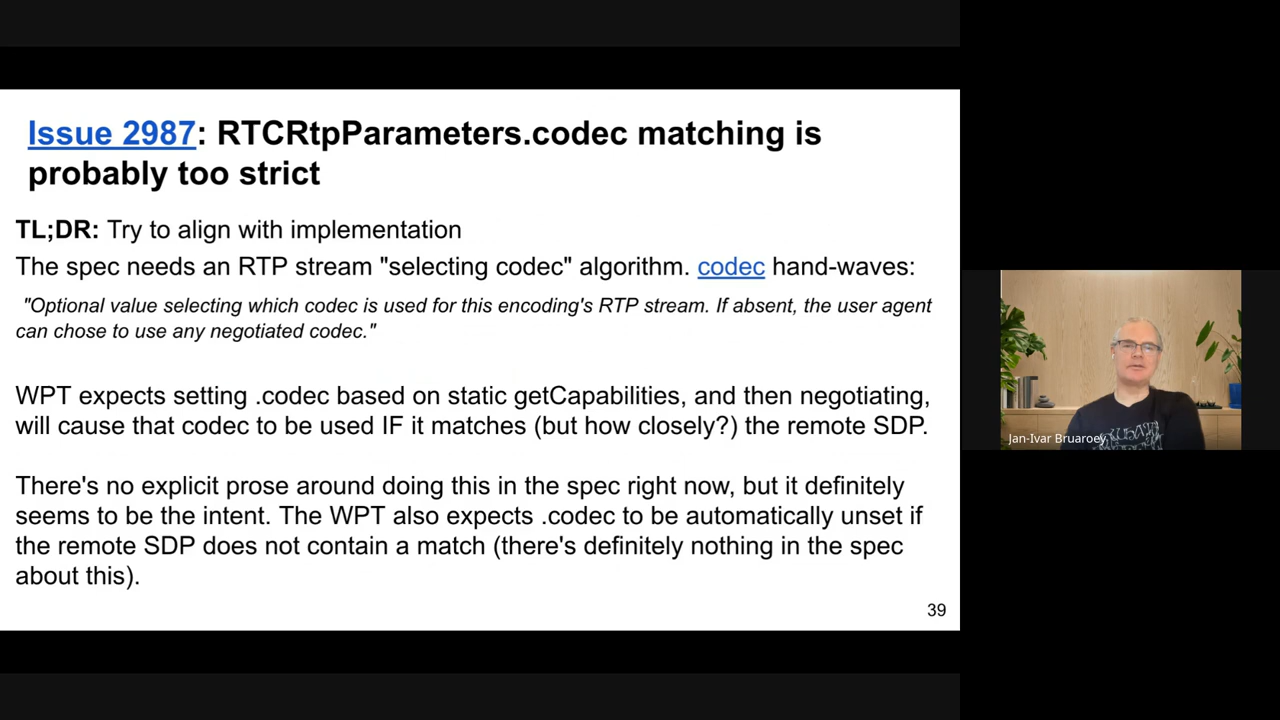 Issue 2987: RTCRtpParameters.codec matching is
probably too strict
TL;DR: Try to align with implementation
The spec needs an RTP stream "selecting codec" algorithm. codec hand-waves:
"Optional value selecting which codec is used for this encoding's RTP stream. If absent, the user agent
can chose to use any negotiated codec."
WPT expects setting .codec based on static getCapabilities, and then negotiating,
will cause that codec to be used IF it matches (but how closely?) the remote SDP.
There's no explicit prose around doing this in the spec right now, but it definitely
seems to be the intent. The WPT also expects .codec to be automatically unset if
the remote SDP does not contain a match (there's definitely nothing in the spec
about this).
39
Jan-Ivar Bruaroey